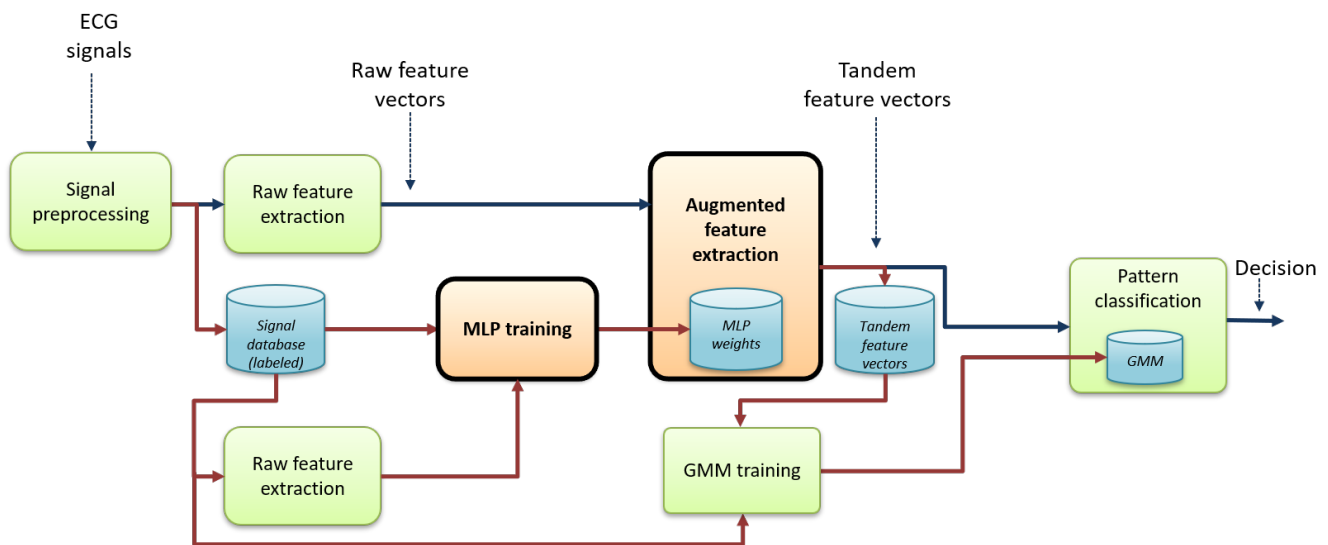 ECG
signals
Raw feature
vectors
Tandem
feature vectors
Signal
preprocessing
Raw feature
extraction
Augmented
feature
extraction
MLP
weights
Signal
database
(labeled)
MLP training
Tandem
feature
vectors
Pattern
classification
GMM
Decision
Raw feature
extraction
GMM training